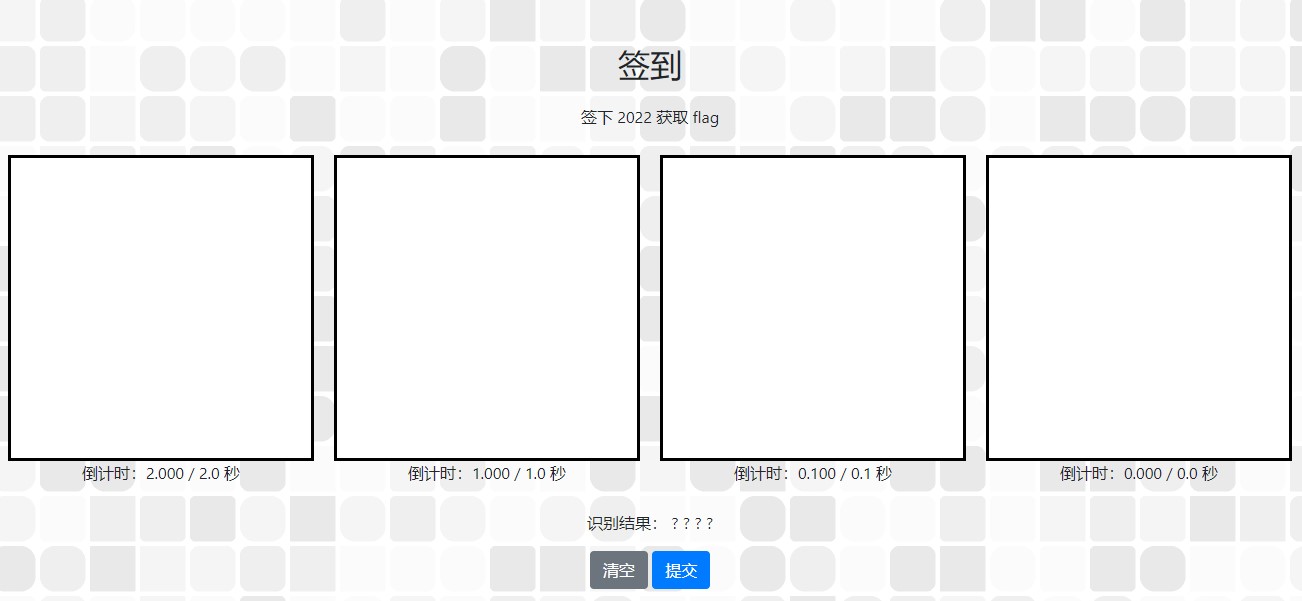 签到
签下 2022 获取 flag
倒计时：2.000 / 2.0 秒
倒计时：1.000 / 1.0 秒
倒计时：0.100 / 0.1 秒
倒计时：0.000 / 0.0 秒
识别结果： ? ? ? ?
清空 提交